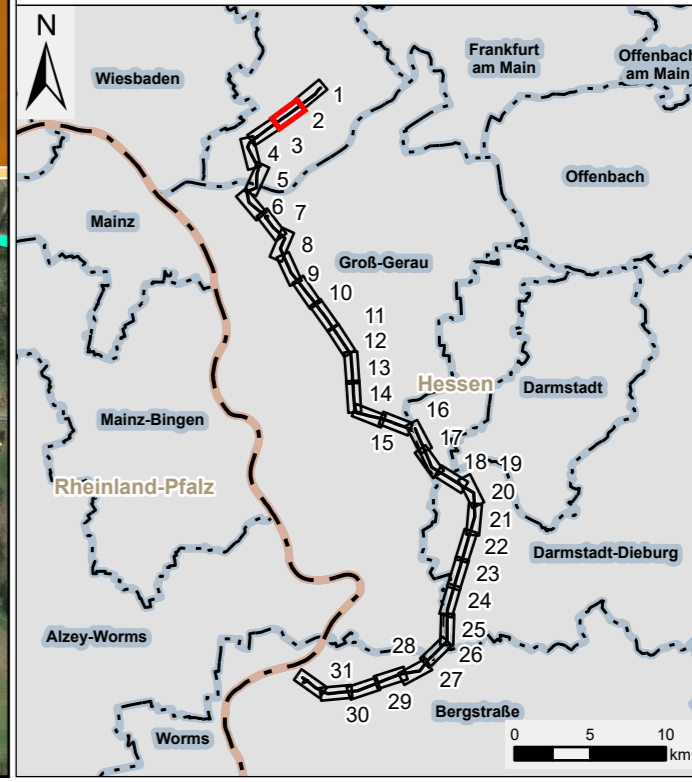 N
Wiesbaden
Frankfurt
am Main
Offenbach
am Main
1
2
3
4
5
Offenbach
6
7
Mainz
8
Groß-Gerau
9
10
11
12
13
Hessen
Darmstadt
14
16
Mainz-Bingen
15
17
18
19
Rheinland-Pfalz
20
21
22
Darmstadt-Dieburg
23
24
25
Alzey-Worms
28
26
27
31
29
30
Bergstraße
Worms
0 5 10
km